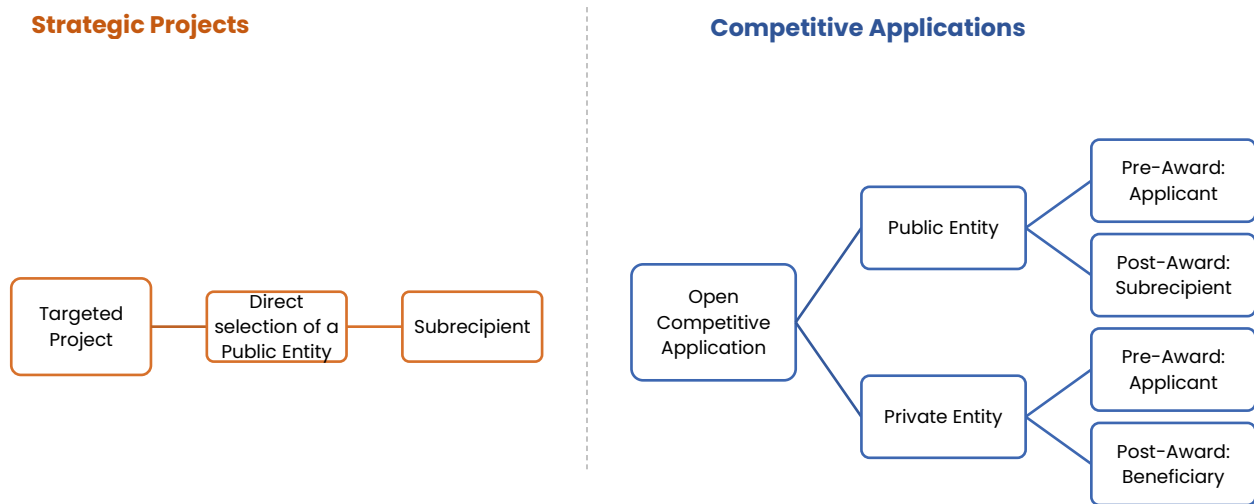 Strategic Projects
Targeted
Project
Direct
selection of a
Public Entity
Subrecipient
Competitive Applications
Open
Competitive
Application
Public Entity
Pre-Award:
Applicant
Post-Award:
Subrecipient
Private Entity
Pre-Award:
Applicant
Post-Award:
Beneficiary